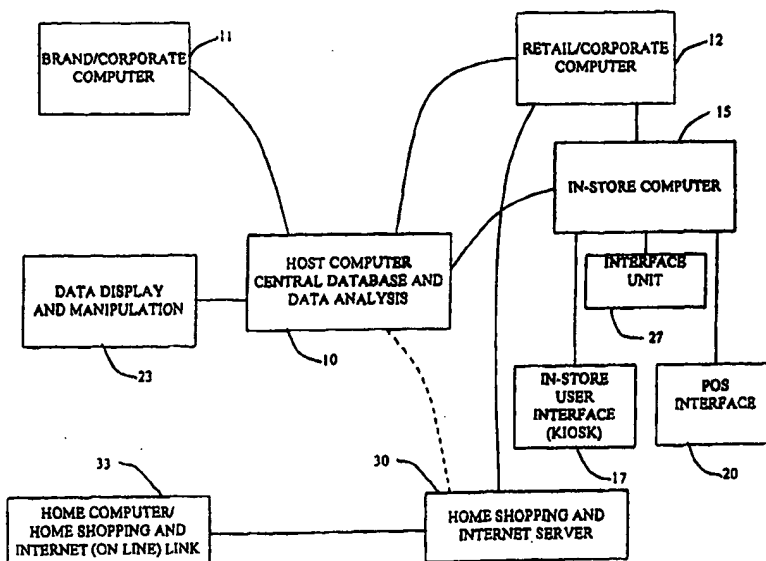 11
BRAND/CORPORATE
COMPUTER
RETAIL/CORPORATE
COMPUTER
12
15
IN-STORE COMPUTER
HOST COMPUTER
CENTRAL DATABASE AND
DATA ANALYSIS
10
INTERFACE
UNIT
27
DATA DISPLAY
AND MANIPULATION
23
IN-STORE
USER
INTERFACE
(KIOSK)
17
POS
INTERFACE
20
33
HOME COMPUTER/
HOME SHOPPING AND
INTERNET (ON LINE) LINK
30
HOME SHOPPING AND
INTERNET SERVER